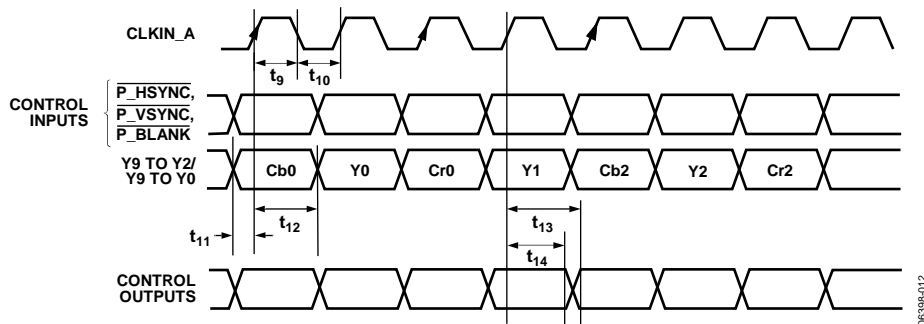 CLKIN_A
t9
t10
CONTROL INPUTS
P_HSYNC,
P_VSYNC,
P_BLANK
Y9 TO Y2/
Y9 TO Y0
Cb0
Y0
Cr0
Y1
Cb2
Y2
Cr2
t12
t13
t11
t14
CONTROL
OUTPUTS
06398-012